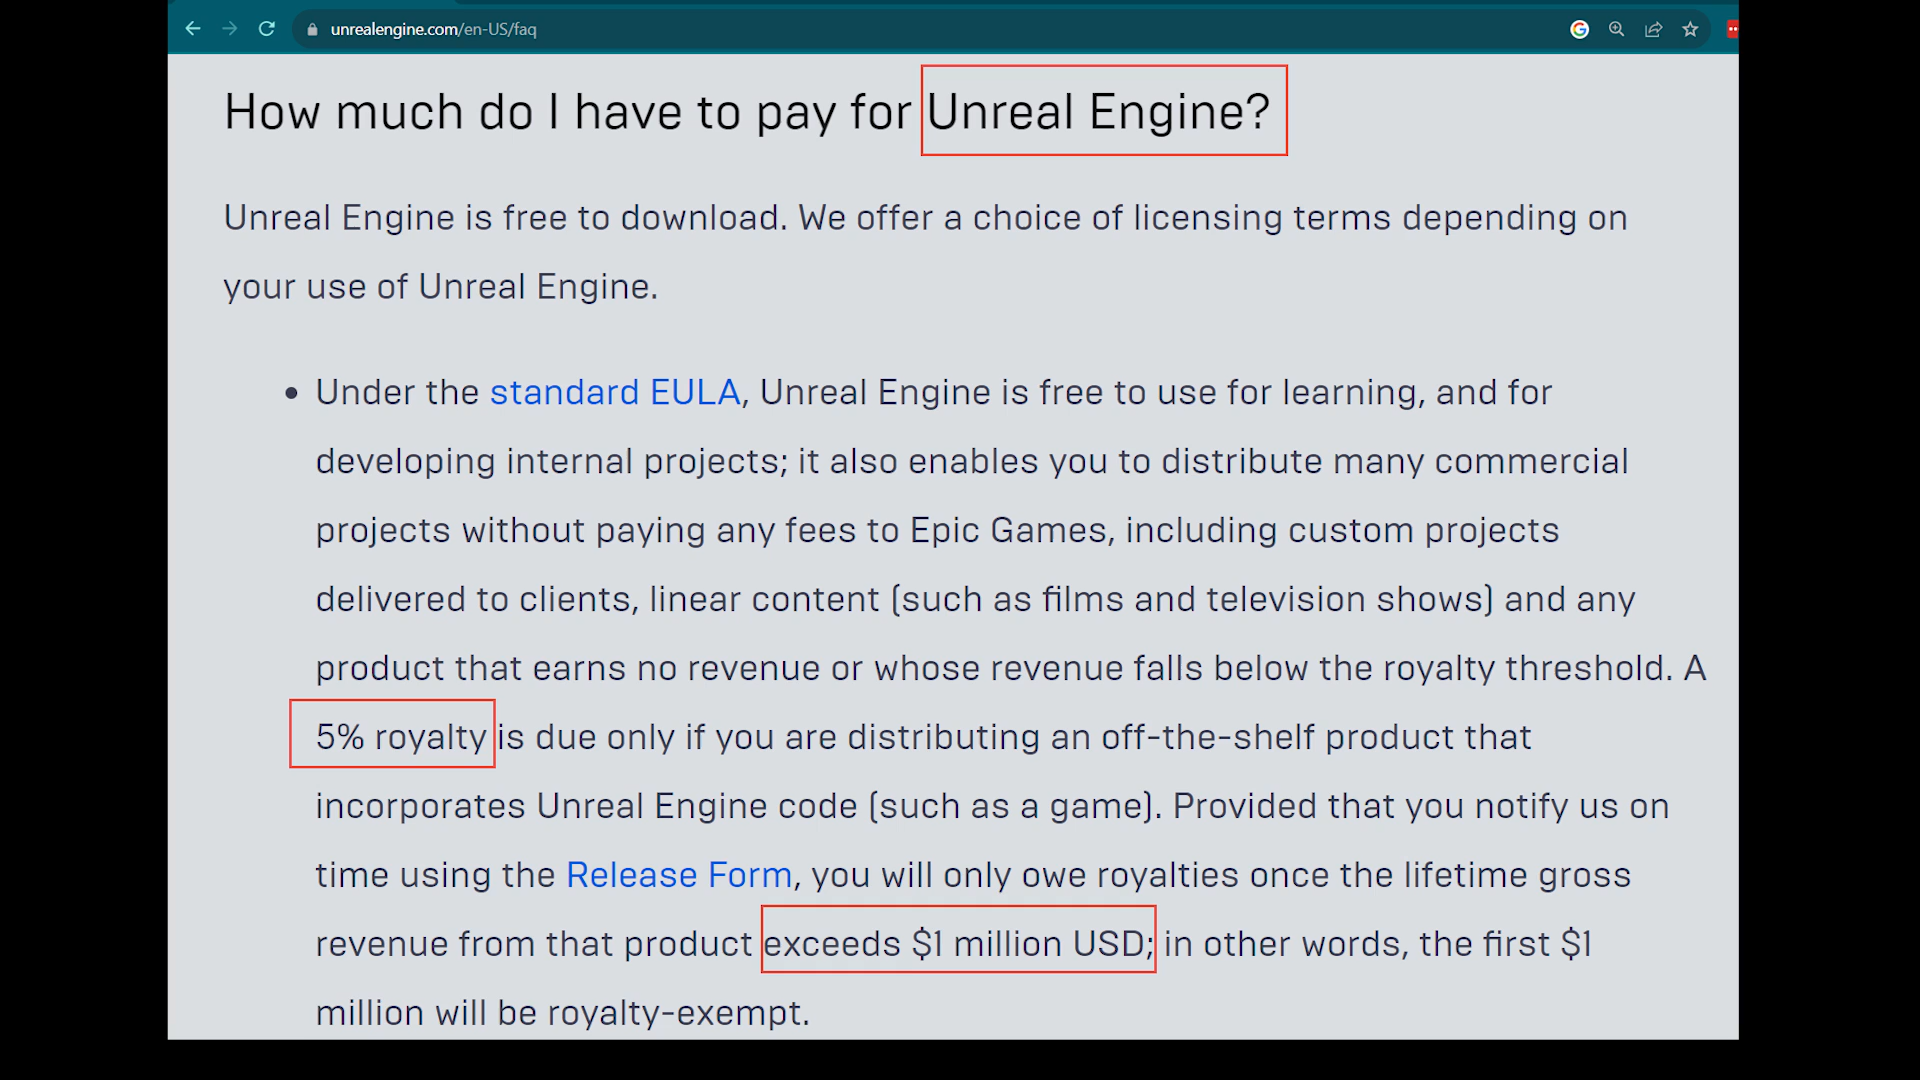 unrealengine.com/en-US/faq
How much do I have to pay for Unreal Engine?
Unreal Engine is free to download. We offer a choice of licensing terms depending on
your use of Unreal Engine.
• Under the standard EULA, Unreal Engine is free to use for learning, and for
developing internal projects; it also enables you to distribute many commercial
projects without paying any fees to Epic Games, including custom projects
delivered to clients, linear content (such as films and television shows) and any
product that earns no revenue or whose revenue falls below the royalty threshold. A
5% royalty is due only if you are distributing an off-the-shelf product that
incorporates Unreal Engine code (such as a game). Provided that you notify us on
time using the Release Form, you will only owe royalties once the lifetime gross
revenue from that product exceeds $1 million USD; in other words, the first $1
million will be royalty-exempt.